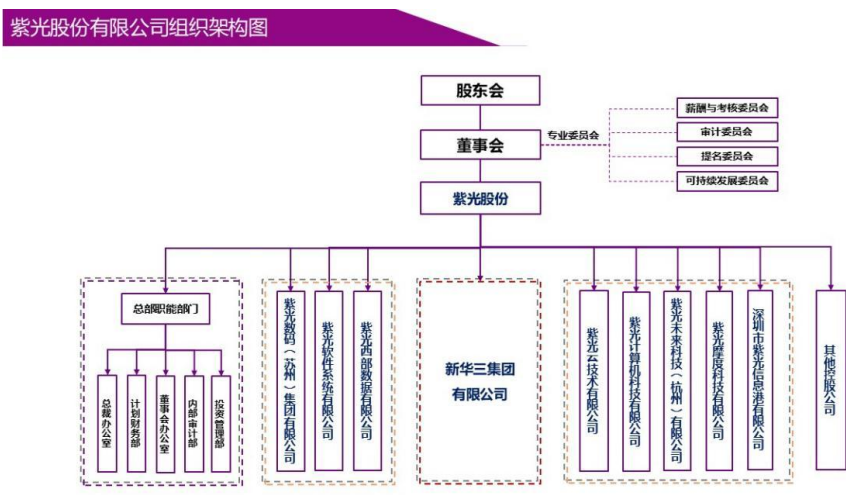 紫光股份有限公司组织架构图
股东会
董事会
专业委员会
薪酬与考核委员会
审计委员会
提名委员会
可持续发展委员会
紫光股份
总部职能部门
总裁办公室
计划财务部
董事会办公室
内部审计部
投资管理部
紫光数码（苏州）集团有限公司
紫光软件系统有限公司
紫光西部数据有限公司
新华三集团
有限公司
紫光云技术有限公司
紫光计算机科技有限公司
紫光未来科技（杭州）有限公司
紫光摩度科技有限公司
深圳市紫光信息港有限公司
其他控股公司